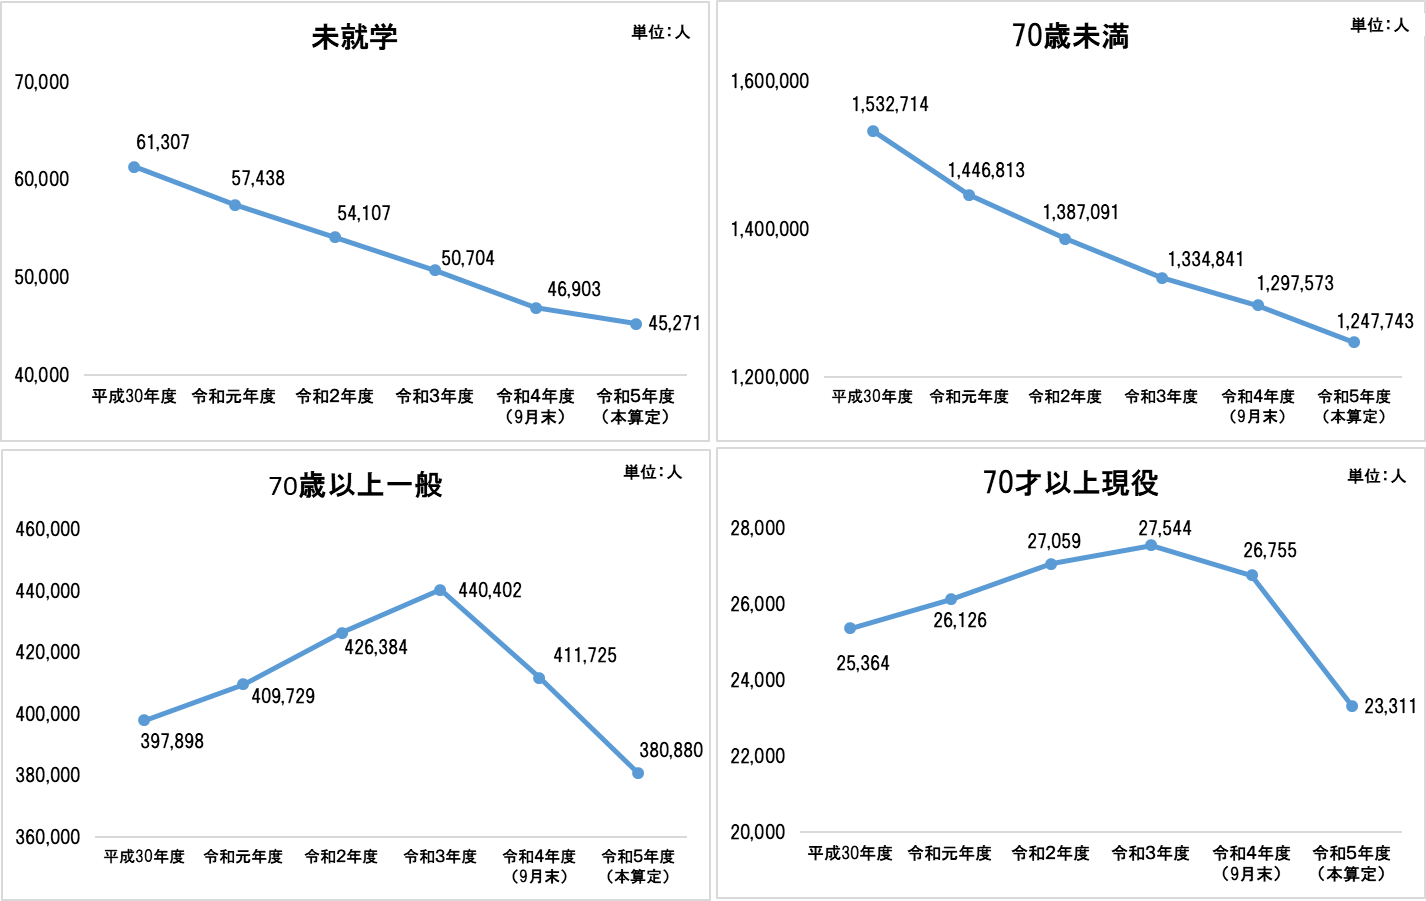 未就学
単位：人
70,000
60,000
50,000
40,000
61,307
57,438
54,107
50,704
46,903
45,271
平成30年度
令和元年度
令和2年度
令和3年度
令和4年度
（9月末）
令和5年度
（本算定）
70歳未満
単位：人
1,600,000
1,400,000
1,200,000
1,532,714
1,446,813
1,387,091
1,334,841
1,297,573
1,247,743
平成30年度
令和元年度
令和2年度
令和3年度
令和4年度
（9月末）
令和5年度
（本算定）
70歳以上一般
単位：人
460,000
440,000
420,000
400,000
380,000
360,000
397,898
409,729
426,384
440,402
411,725
380,880
平成30年度
令和元年度
令和2年度
令和3年度
令和4年度
（9月末）
令和5年度
（本算定）
70才以上現役
単位：人
28,000
26,000
24,000
22,000
20,000
25,364
26,126
27,059
27,544
26,755
23,311
平成30年度
令和元年度
令和2年度
令和3年度
令和4年度
（9月末）
令和5年度
（本算定）